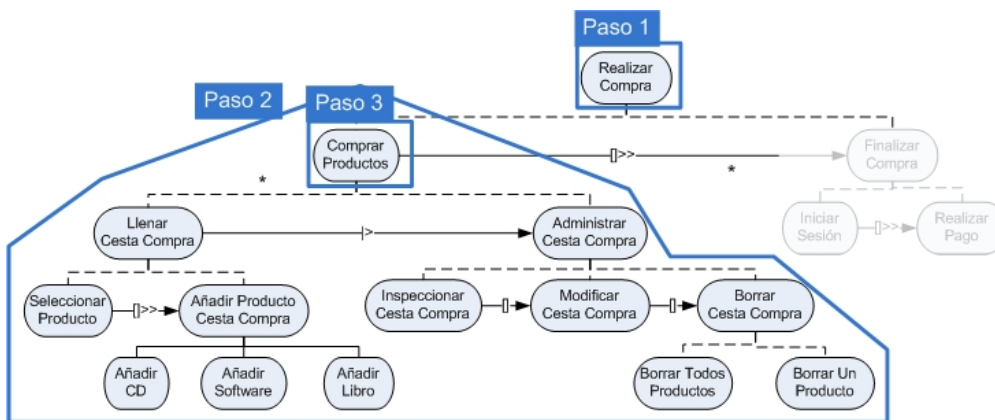 Paso 1
Realizar
Compra
Paso 2
Paso 3
Comprar
Productos
[]>>
Finalizar
Compra
*
*
Llenar
Cesta Compra
|>
Administrar
Cesta Compra
Iniciar
Sesión
[]>>
Realizar
Pago
Seleccionar
Producto
[]>>
Añadir Producto
Cesta Compra
Inspeccionar
Cesta Compra
[]
Modificar
Cesta Compra
[]
Borrar
Cesta Compra
Añadir
CD
Añadir
Software
Añadir
Libro
Borrar Todos
Productos
Borrar Un
Producto